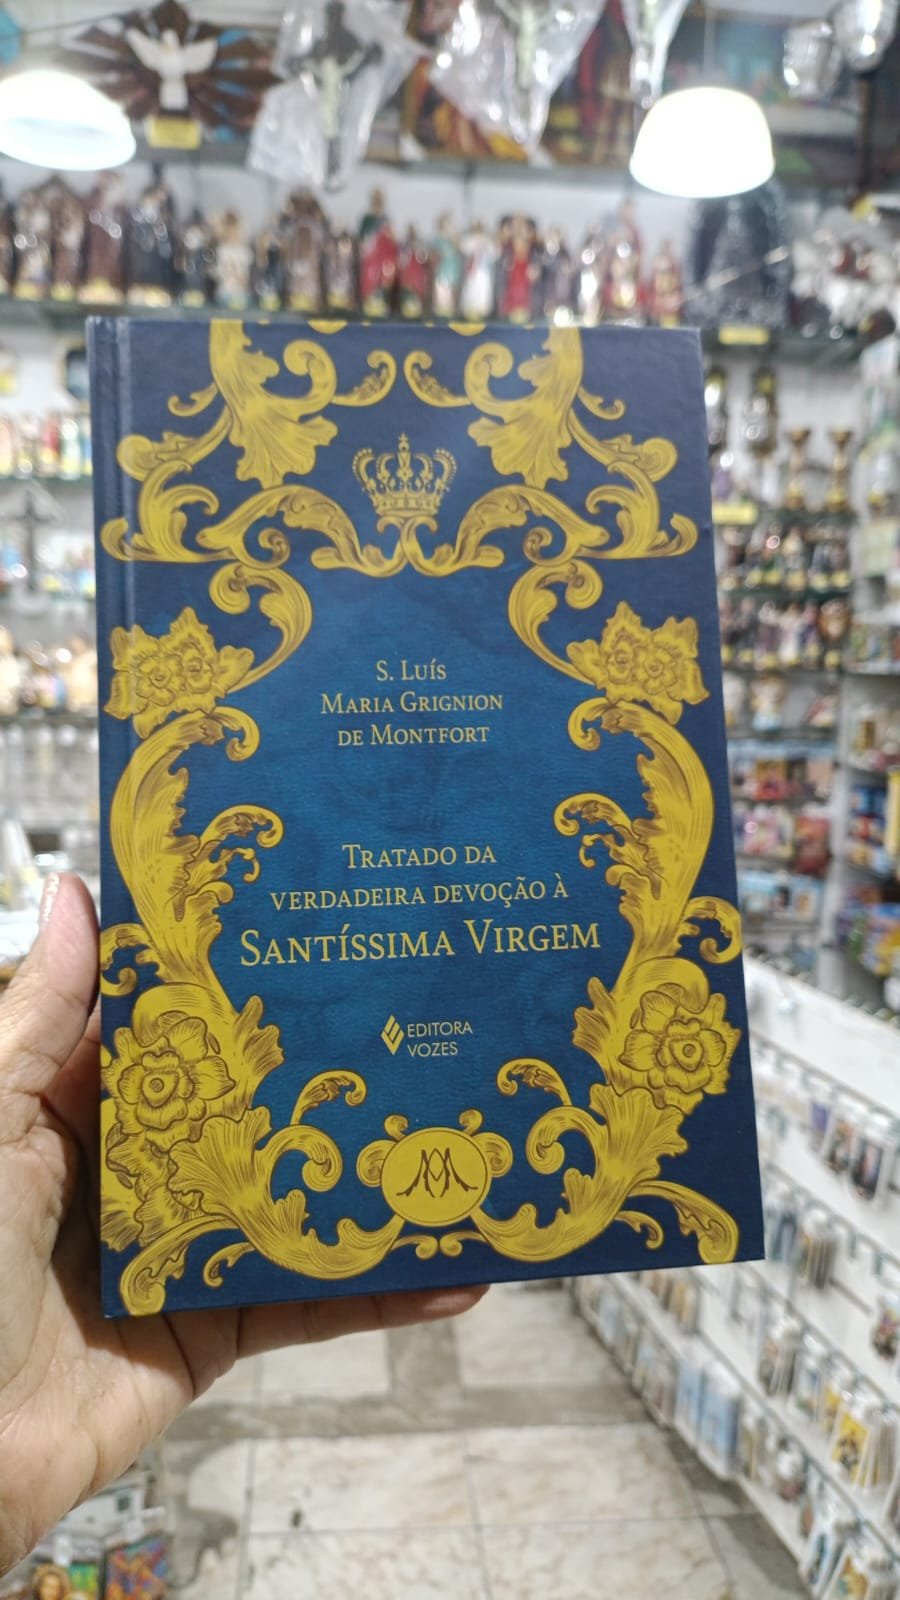 S. Luís
Maria Grignion
de Montfort
Tratado da
verdadeira devoção à
Santíssima Virgem
EDITORA
VOZES